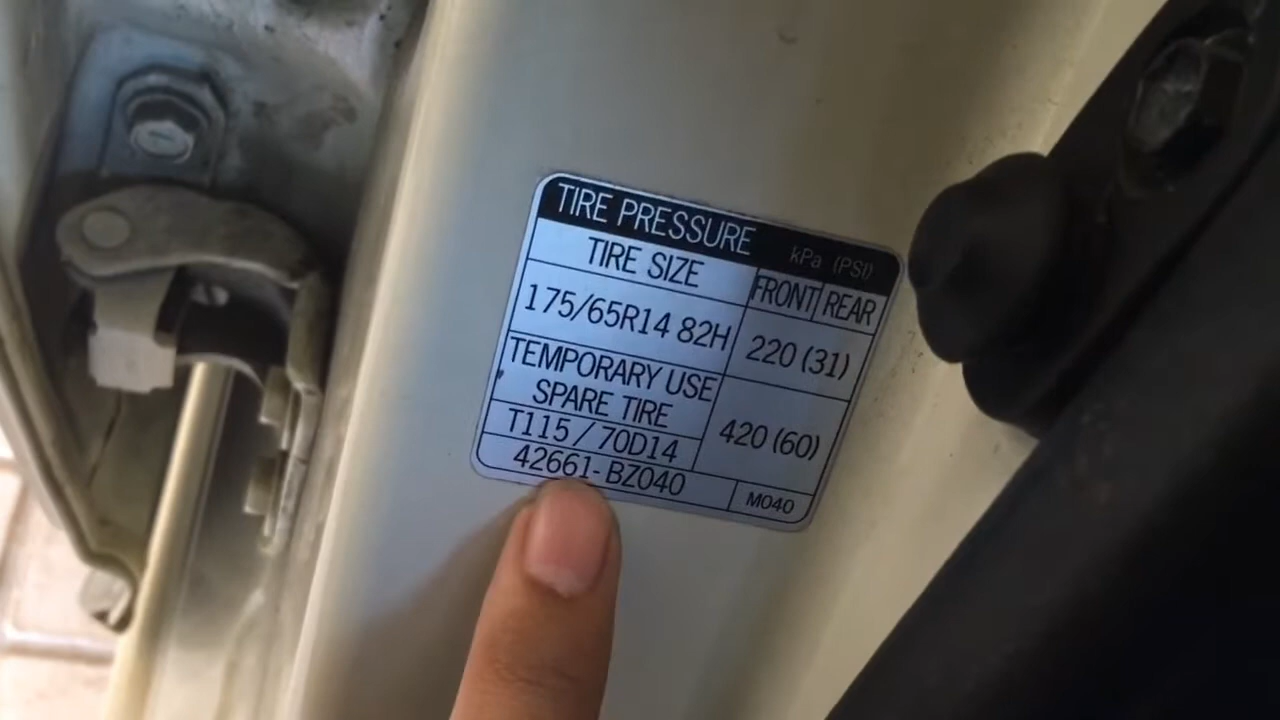 TIRE PRESSURE kPa (PSI)
TIRE SIZE FRONT REAR
175/65R14 82H 220 (31)
TEMPORARY USE
SPARE TIRE
T115/70D14 420 (60)
42661-BZ040 M040